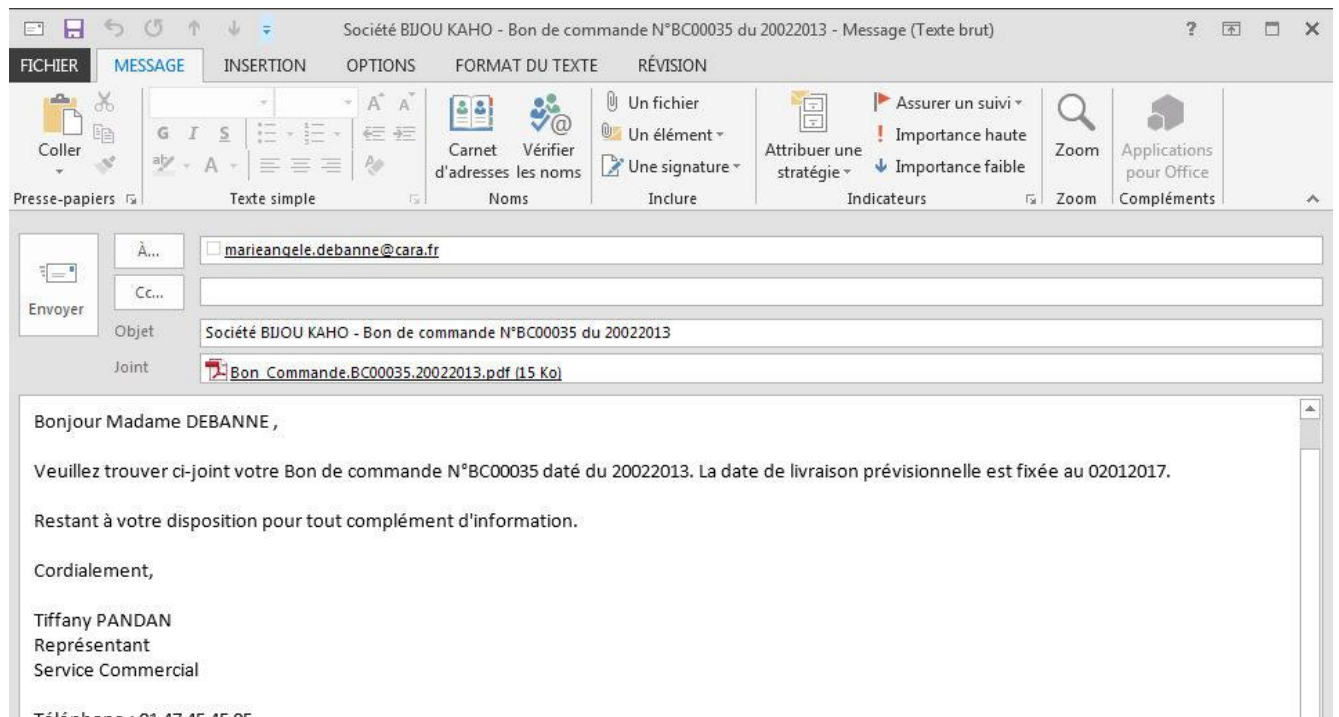 Société BIJOU KAHO - Bon de commande N°BC00035 du 20022013 - Message (Texte brut)
FICHIER MESSAGE INSERTION OPTIONS FORMAT DU TEXTE RÉVISION
Coller
Presse-papiers
G I S
Texte simple
Carnet d'adresses
Vérifier les noms
Noms
Un fichier
Un élément
Une signature
Inclure
Attribuer une stratégie
Assurer un suivi
Importance haute
Importance faible
Indicateurs
Zoom
Zoom
Applications pour Office
Compléments
Envoyer
À... marieangele.debanne@cara.fr
Cc...
Objet Société BIJOU KAHO - Bon de commande N°BC00035 du 20022013
Joint Bon_Commande.BC00035.20022013.pdf (15 Ko)
Bonjour Madame DEBANNE ,
Veuillez trouver ci-joint votre Bon de commande N°BC00035 daté du 20022013. La date de livraison prévisionnelle est fixée au 02012017.
Restant à votre disposition pour tout complément d'information.
Cordialement,
Tiffany PANDAN
Représentant
Service Commercial